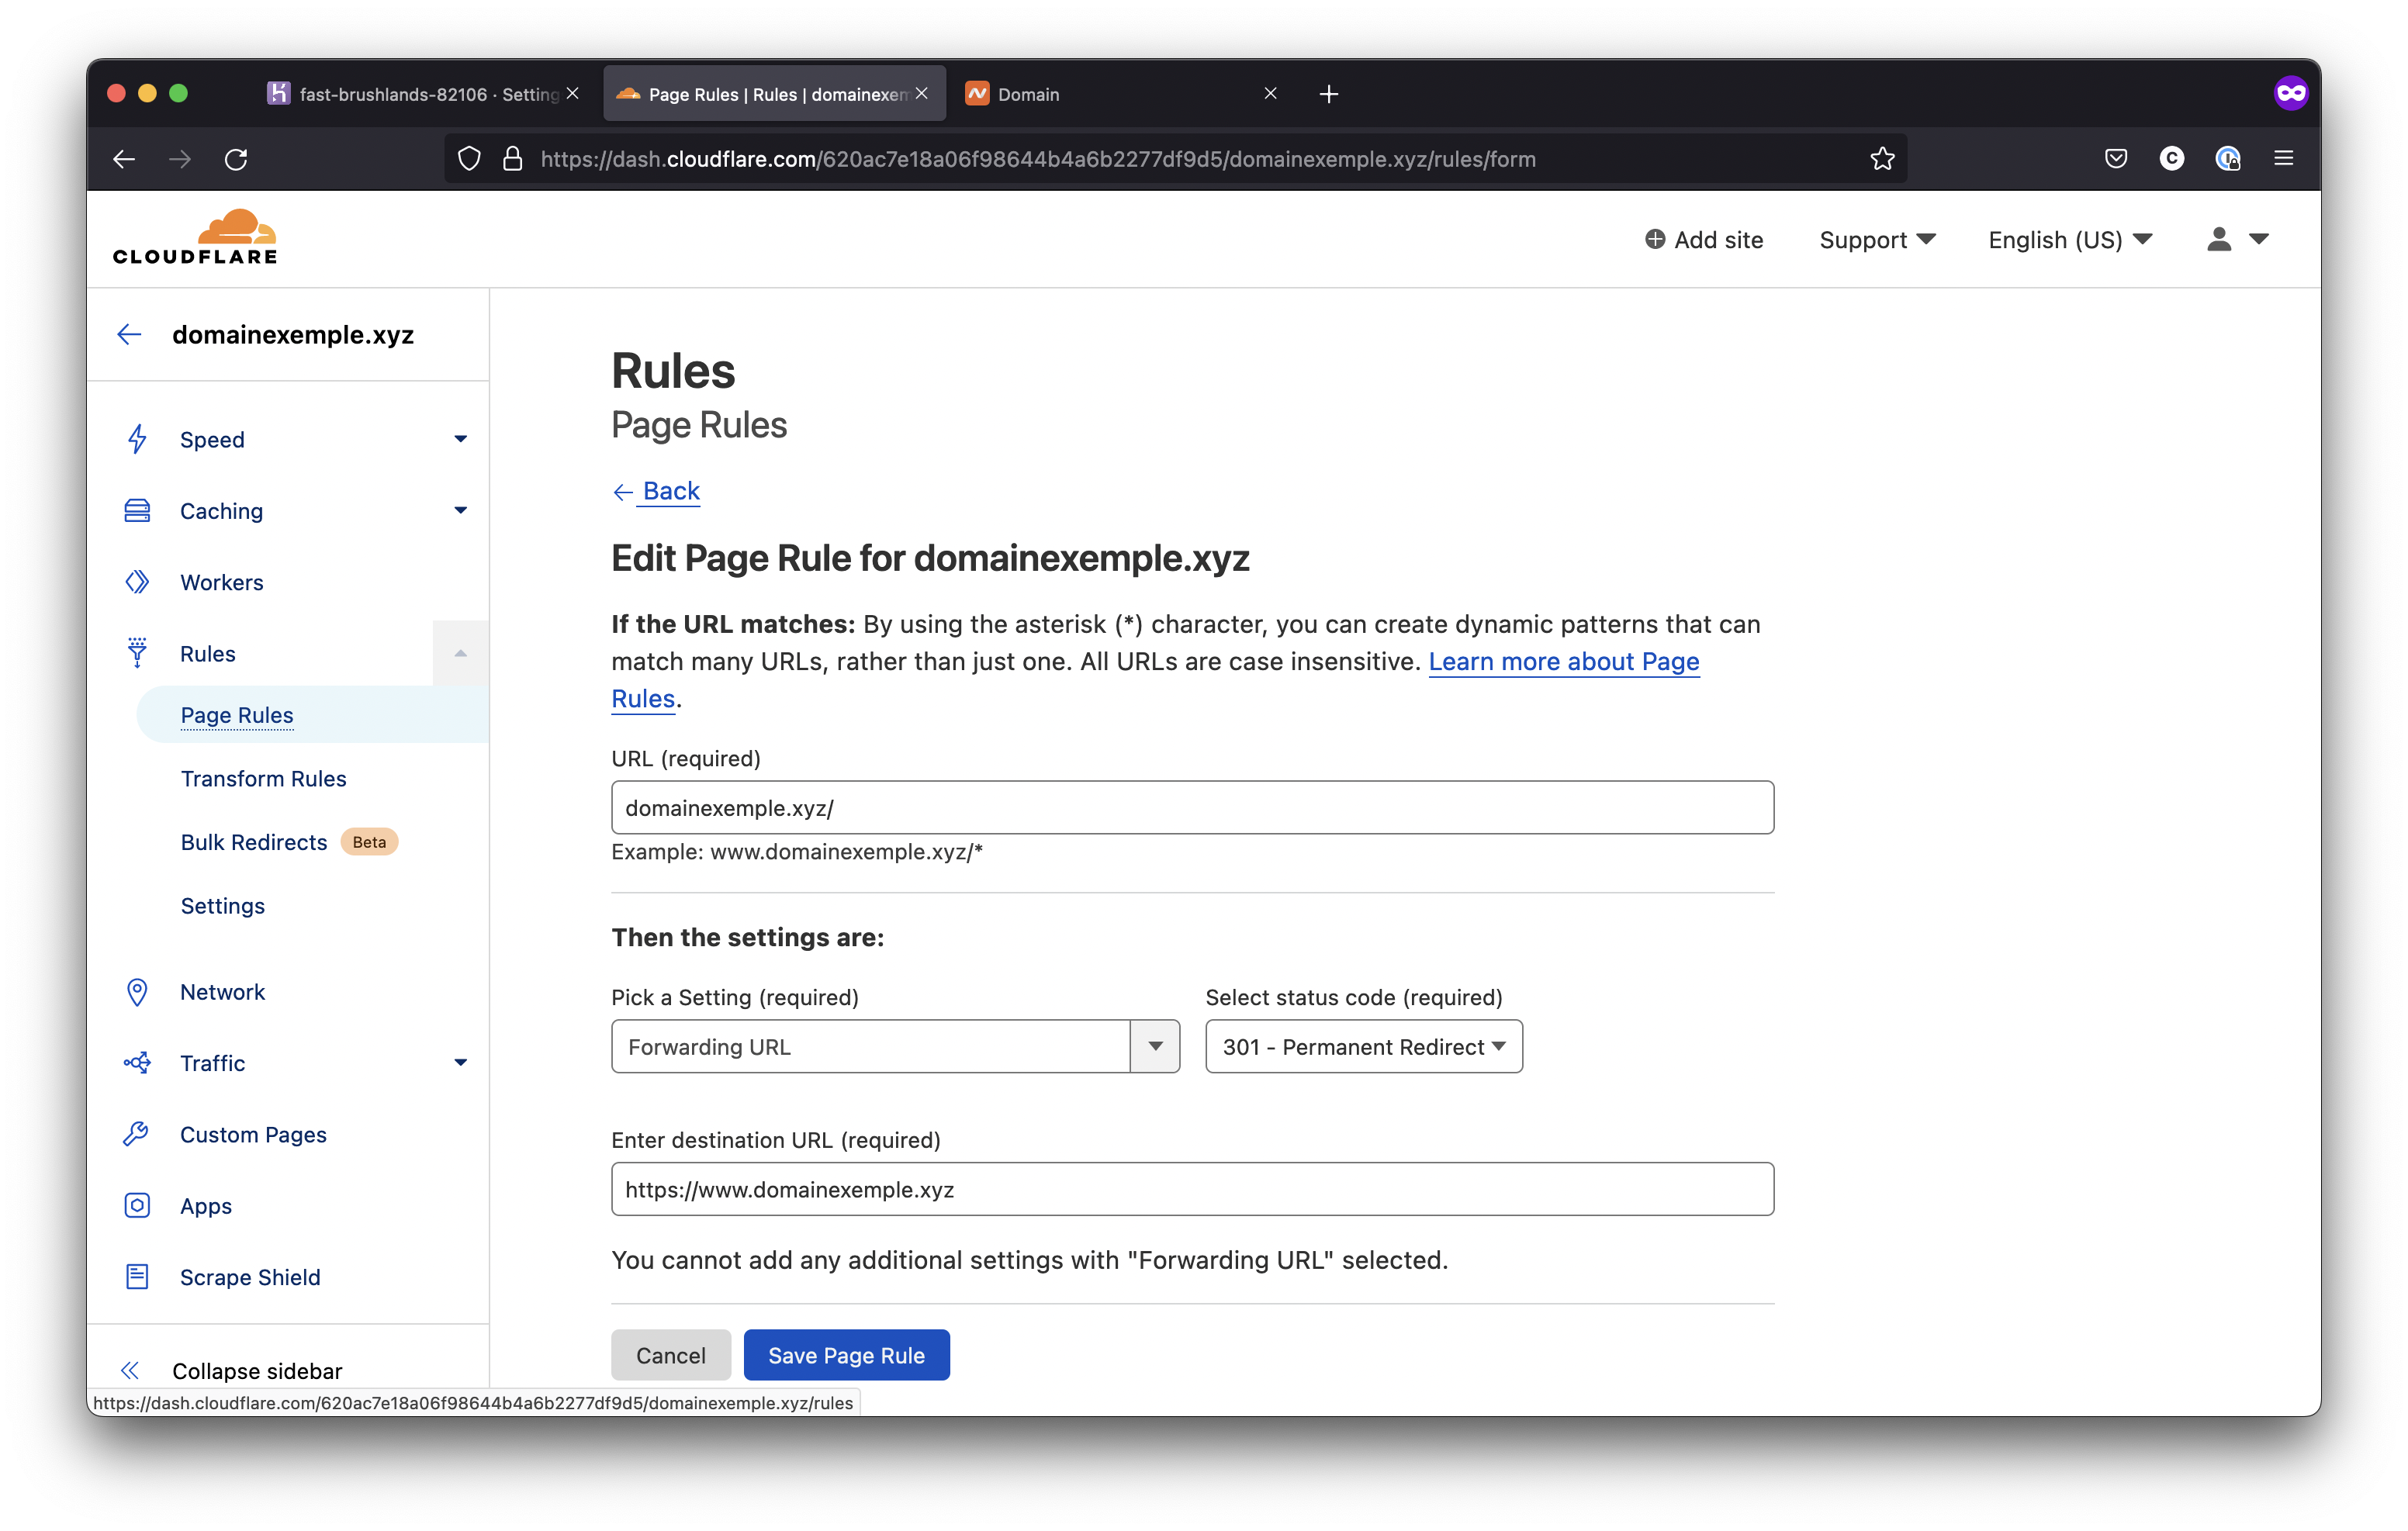 fast-brushlands-82106 · Setting
Page Rules | Rules | domainexem
Domain
https://dash.cloudflare.com/620ac7e18a06f98644b4a6b2277df9d5/domainexemple.xyz/rules/form
CLOUDFLARE
Add site
Support
English (US)
domainexemple.xyz
Speed
Caching
Workers
Rules
Page Rules
Transform Rules
Bulk Redirects Beta
Settings
Network
Traffic
Custom Pages
Apps
Scrape Shield
Collapse sidebar
Rules
Page Rules
← Back
Edit Page Rule for domainexemple.xyz
If the URL matches: By using the asterisk (*) character, you can create dynamic patterns that can
match many URLs, rather than just one. All URLs are case insensitive. Learn more about Page
Rules.
URL (required)
domainexemple.xyz/
Example: www.domainexemple.xyz/*
Then the settings are:
Pick a Setting (required)
Forwarding URL
Select status code (required)
301 - Permanent Redirect
Enter destination URL (required)
https://www.domainexemple.xyz
You cannot add any additional settings with "Forwarding URL" selected.
Cancel
Save Page Rule
https://dash.cloudflare.com/620ac7e18a06f98644b4a6b2277df9d5/domainexemple.xyz/rules